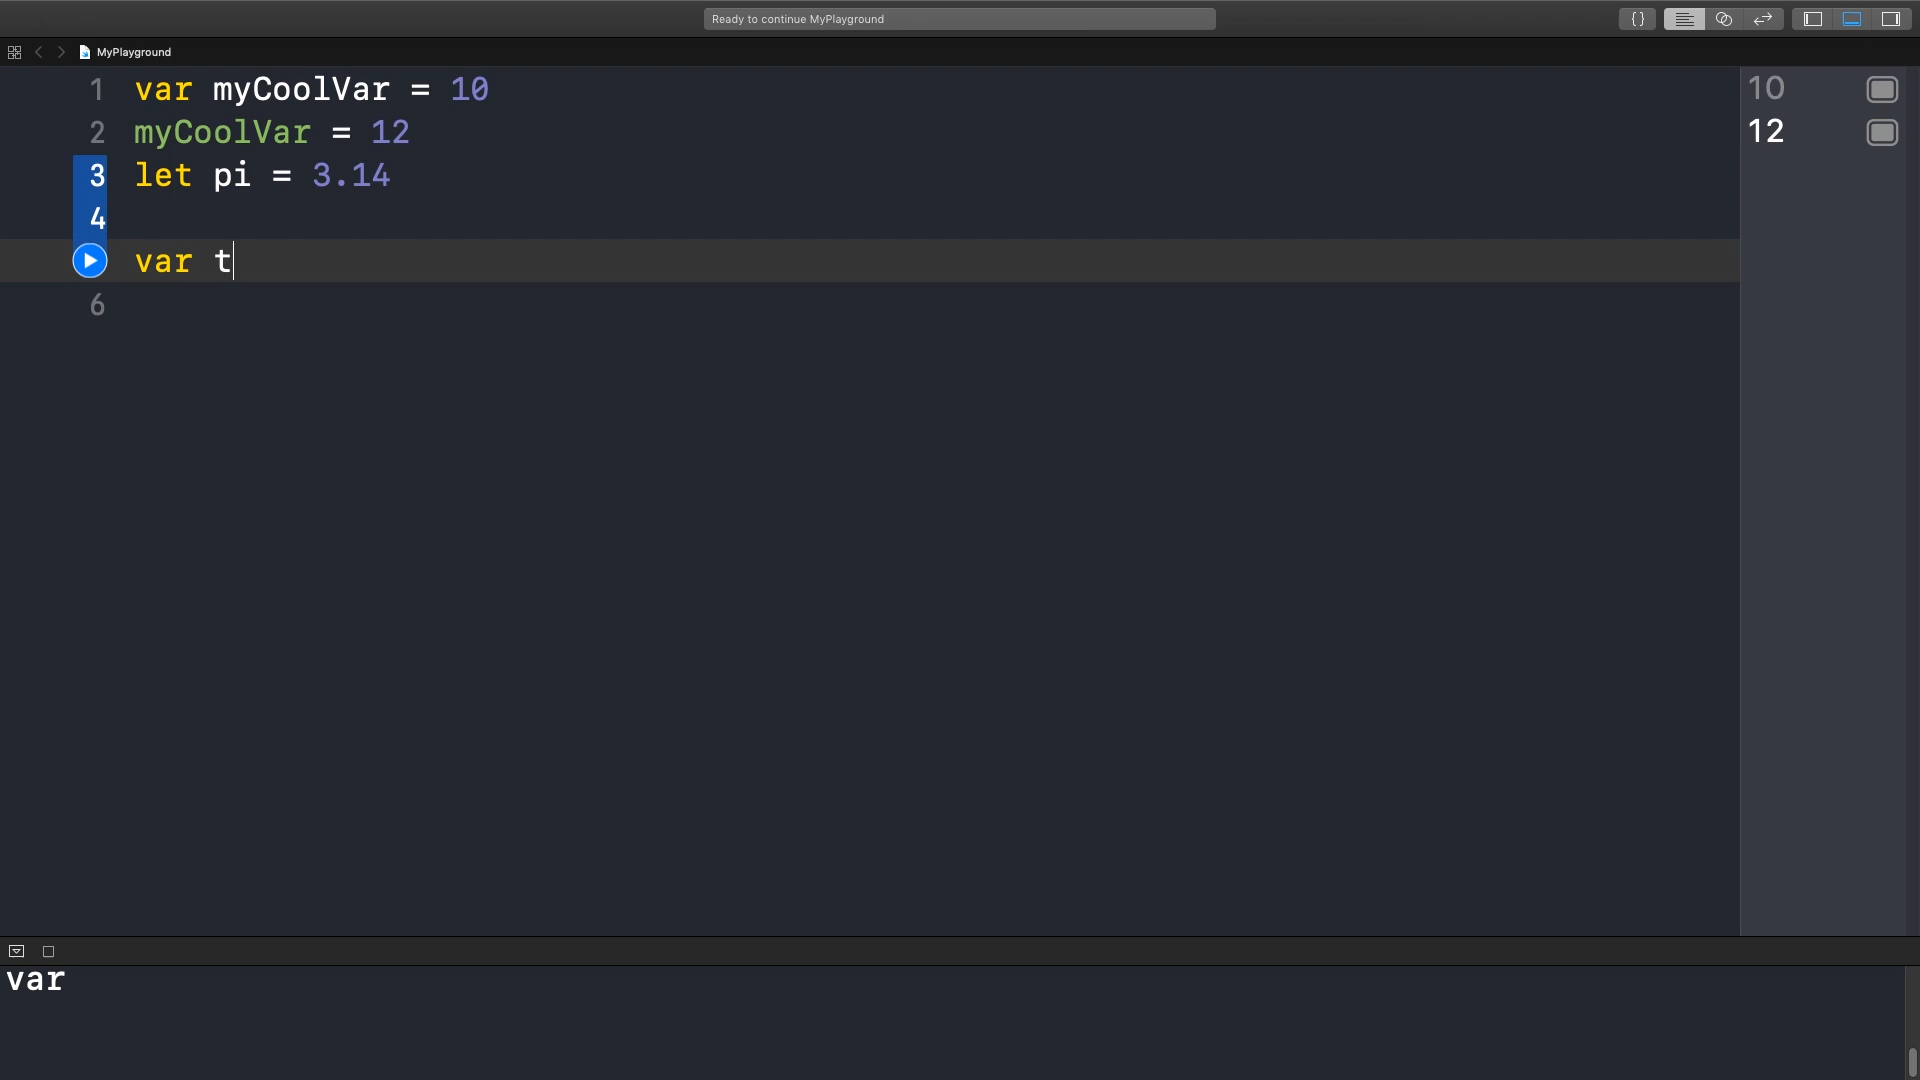 Ready to continue MyPlayground
{}
MyPlayground
1 var myCoolVar = 10 10
2 myCoolVar = 12 12
3 let pi = 3.14
4
var t
6
var